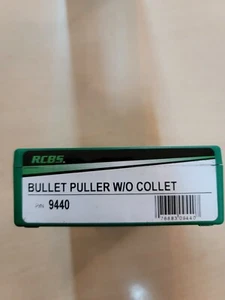 RCBS
BULLET PULLER W/O COLLET
P/N 9440